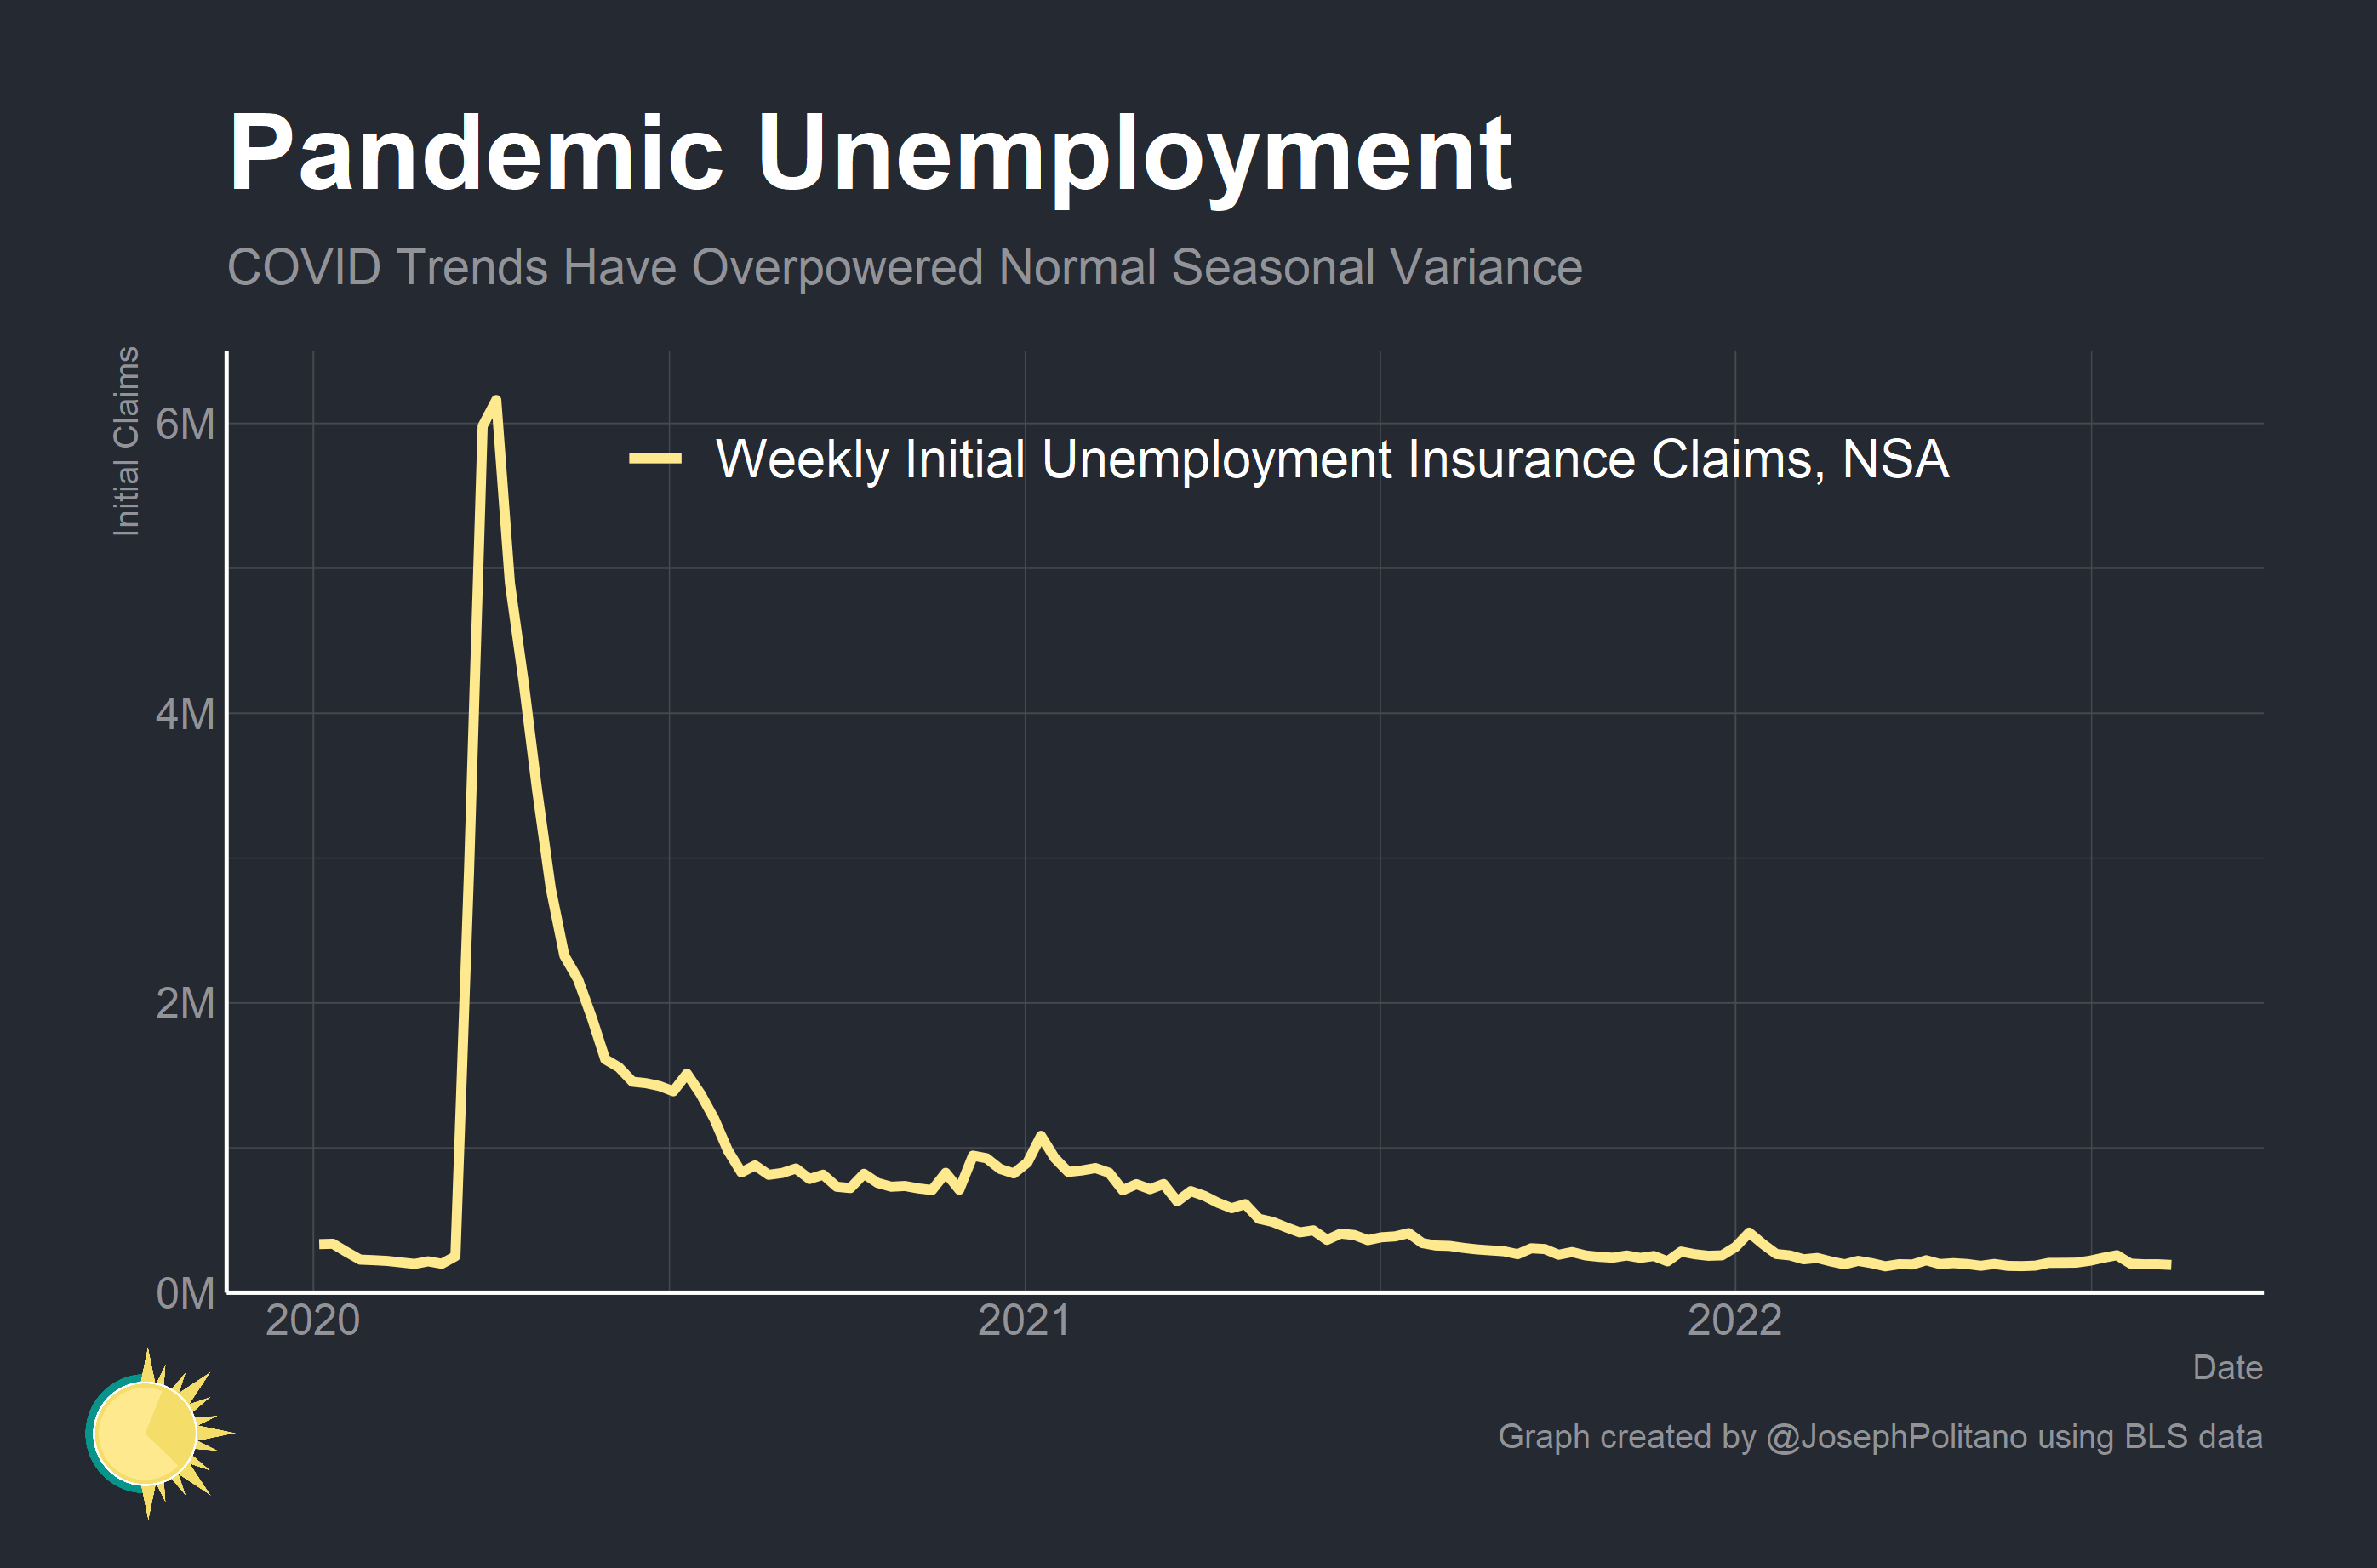 Pandemic Unemployment
COVID Trends Have Overpowered Normal Seasonal Variance
Initial Claims
6M
Weekly Initial Unemployment Insurance Claims, NSA
4M
2M
0M
2020
2021
2022
Date
Graph created by @JosephPolitano using BLS data